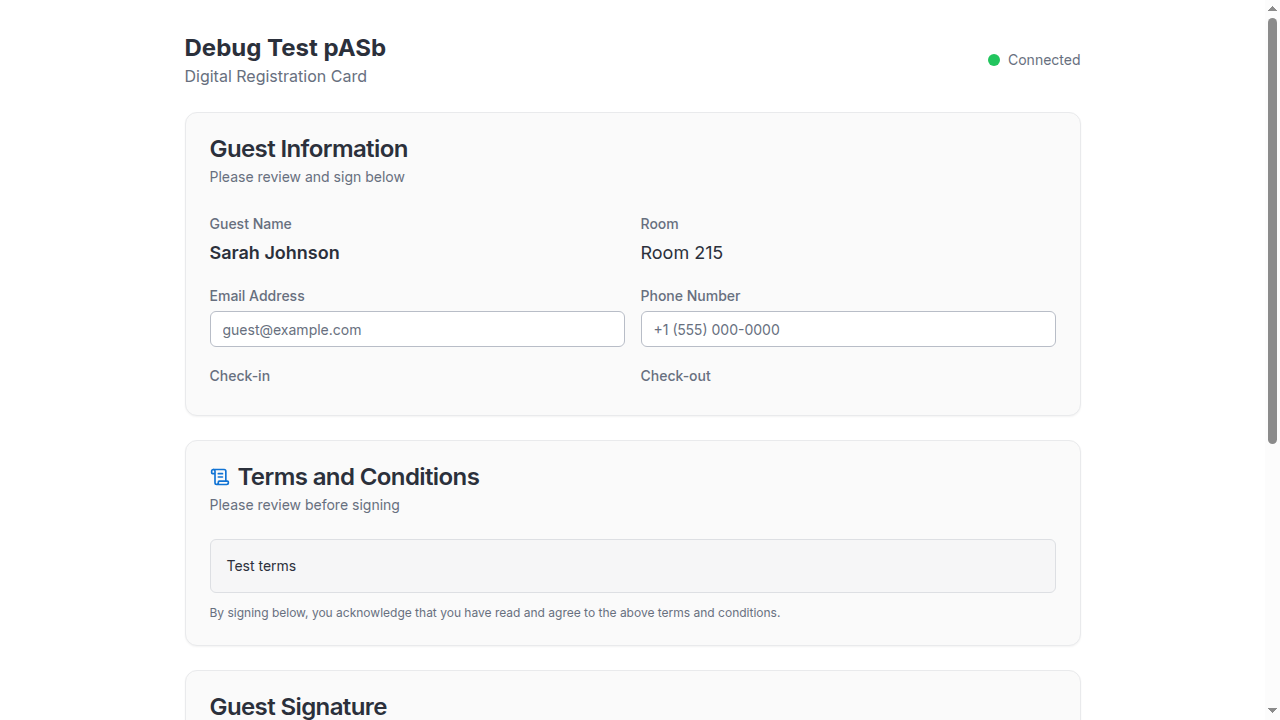 Debug Test pASb
Digital Registration Card
Connected
Guest Information
Please review and sign below
Guest Name
Room
Sarah Johnson
Room 215
Email Address
Phone Number
guest@example.com
+1 (555) 000-0000
Check-in
Check-out
Terms and Conditions
Please review before signing
Test terms
By signing below, you acknowledge that you have read and agree to the above terms and conditions.
Guest Signature